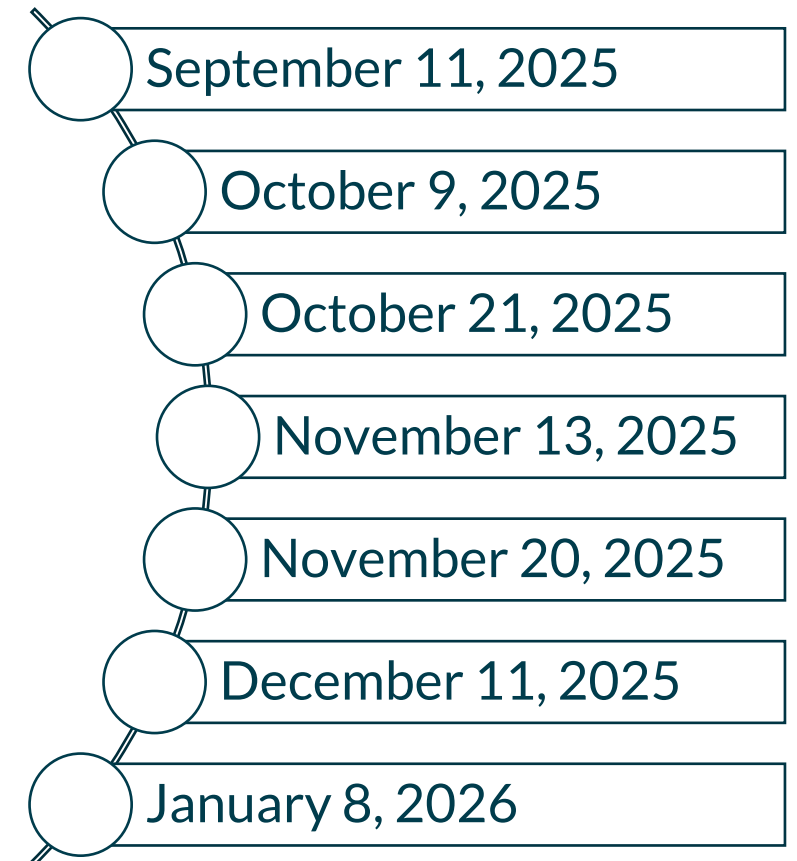 September 11, 2025
October 9, 2025
October 21, 2025
November 13, 2025
November 20, 2025
December 11, 2025
January 8, 2026